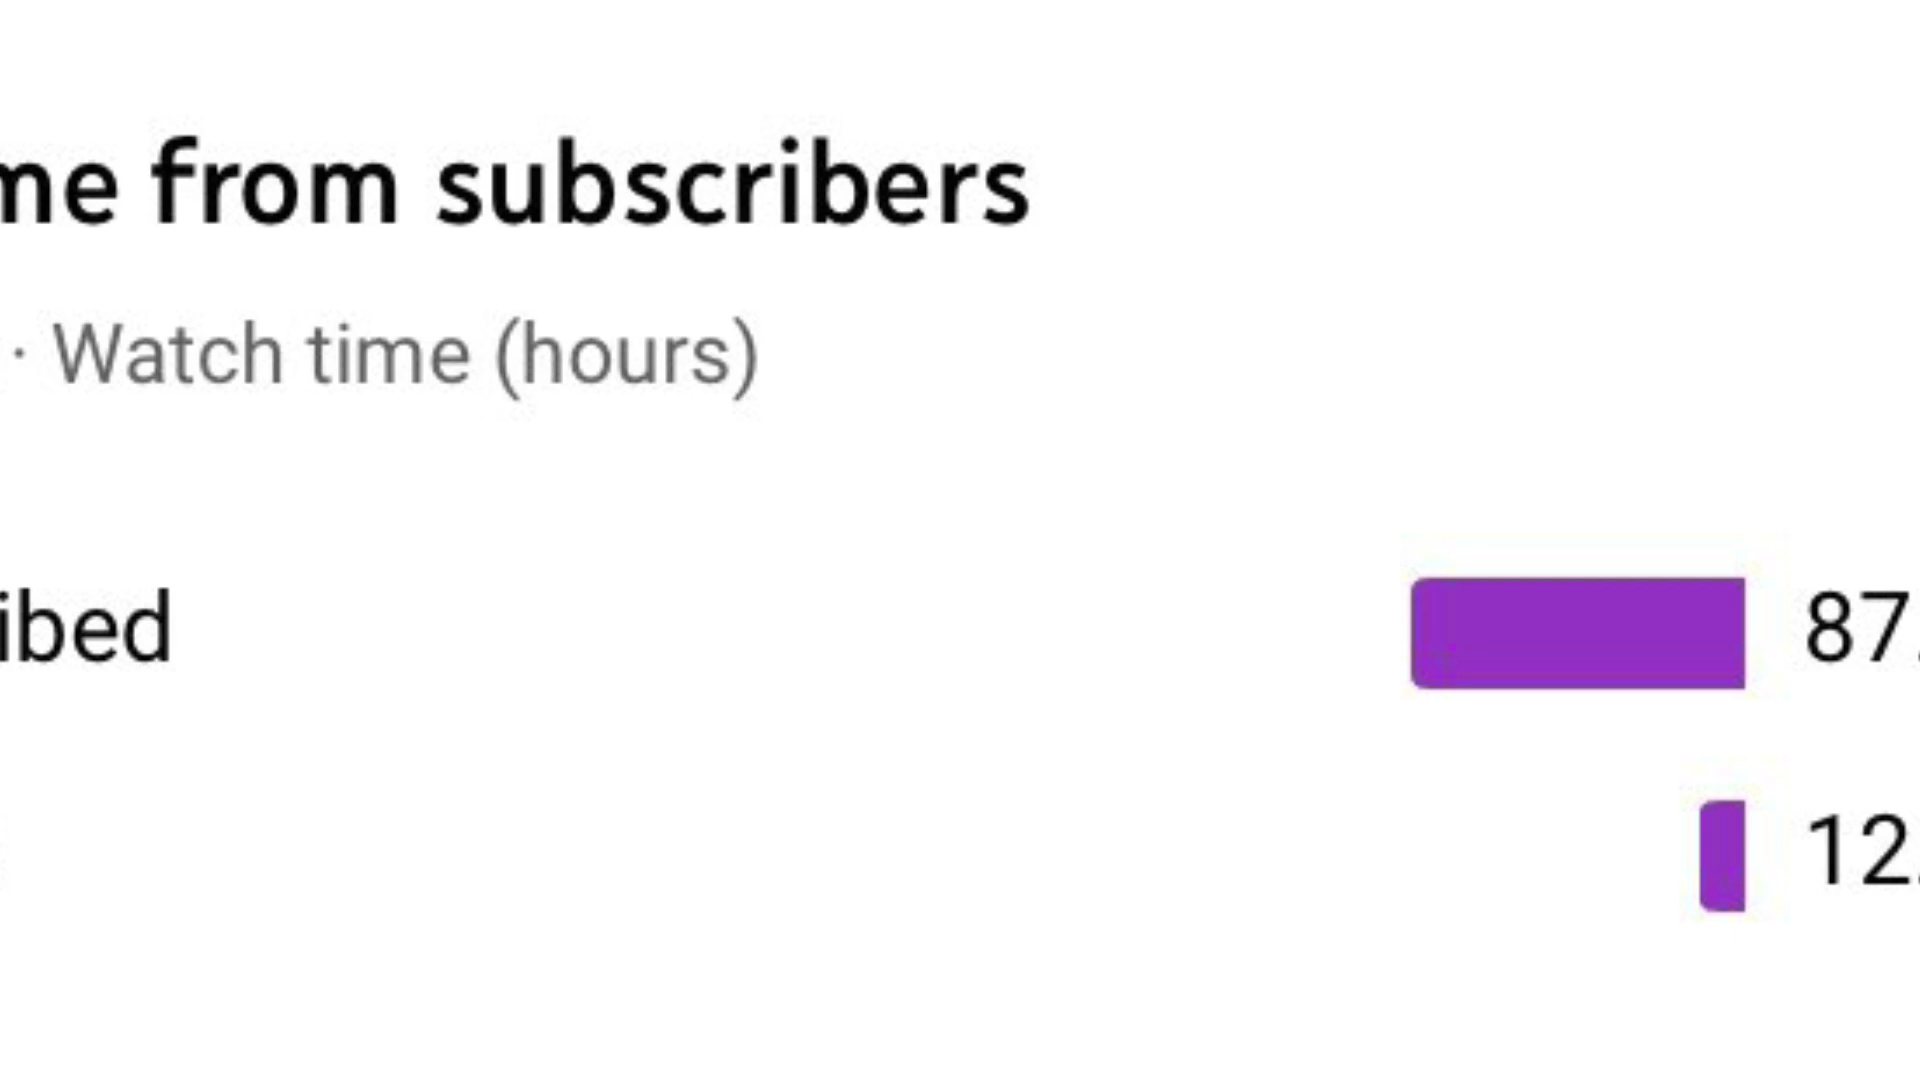 me from subscribers
· Watch time (hours)
ibed 87.
12.